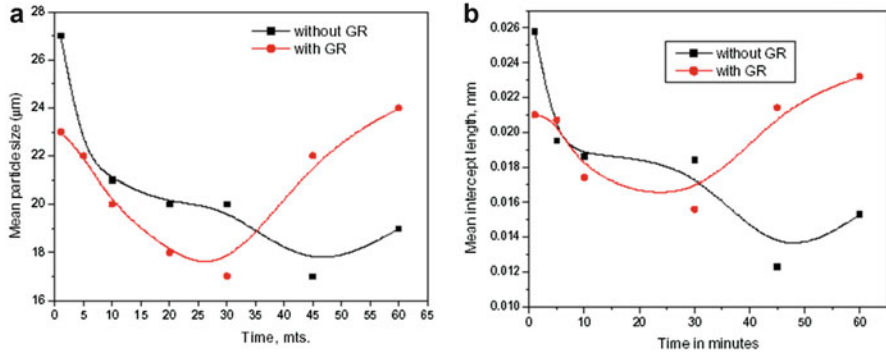 a
28
26
24
22
20
18
16
Mean particle size (µm)
without GR
with GR
0 5 10 15 20 25 30 35 40 45 50 55 60 65
Time, mts.
b
0.026
0.024
0.022
0.020
0.018
0.016
0.014
0.012
0.010
Mean intercept length, mm
without GR
with GR
0 10 20 30 40 50 60
Time in minutes